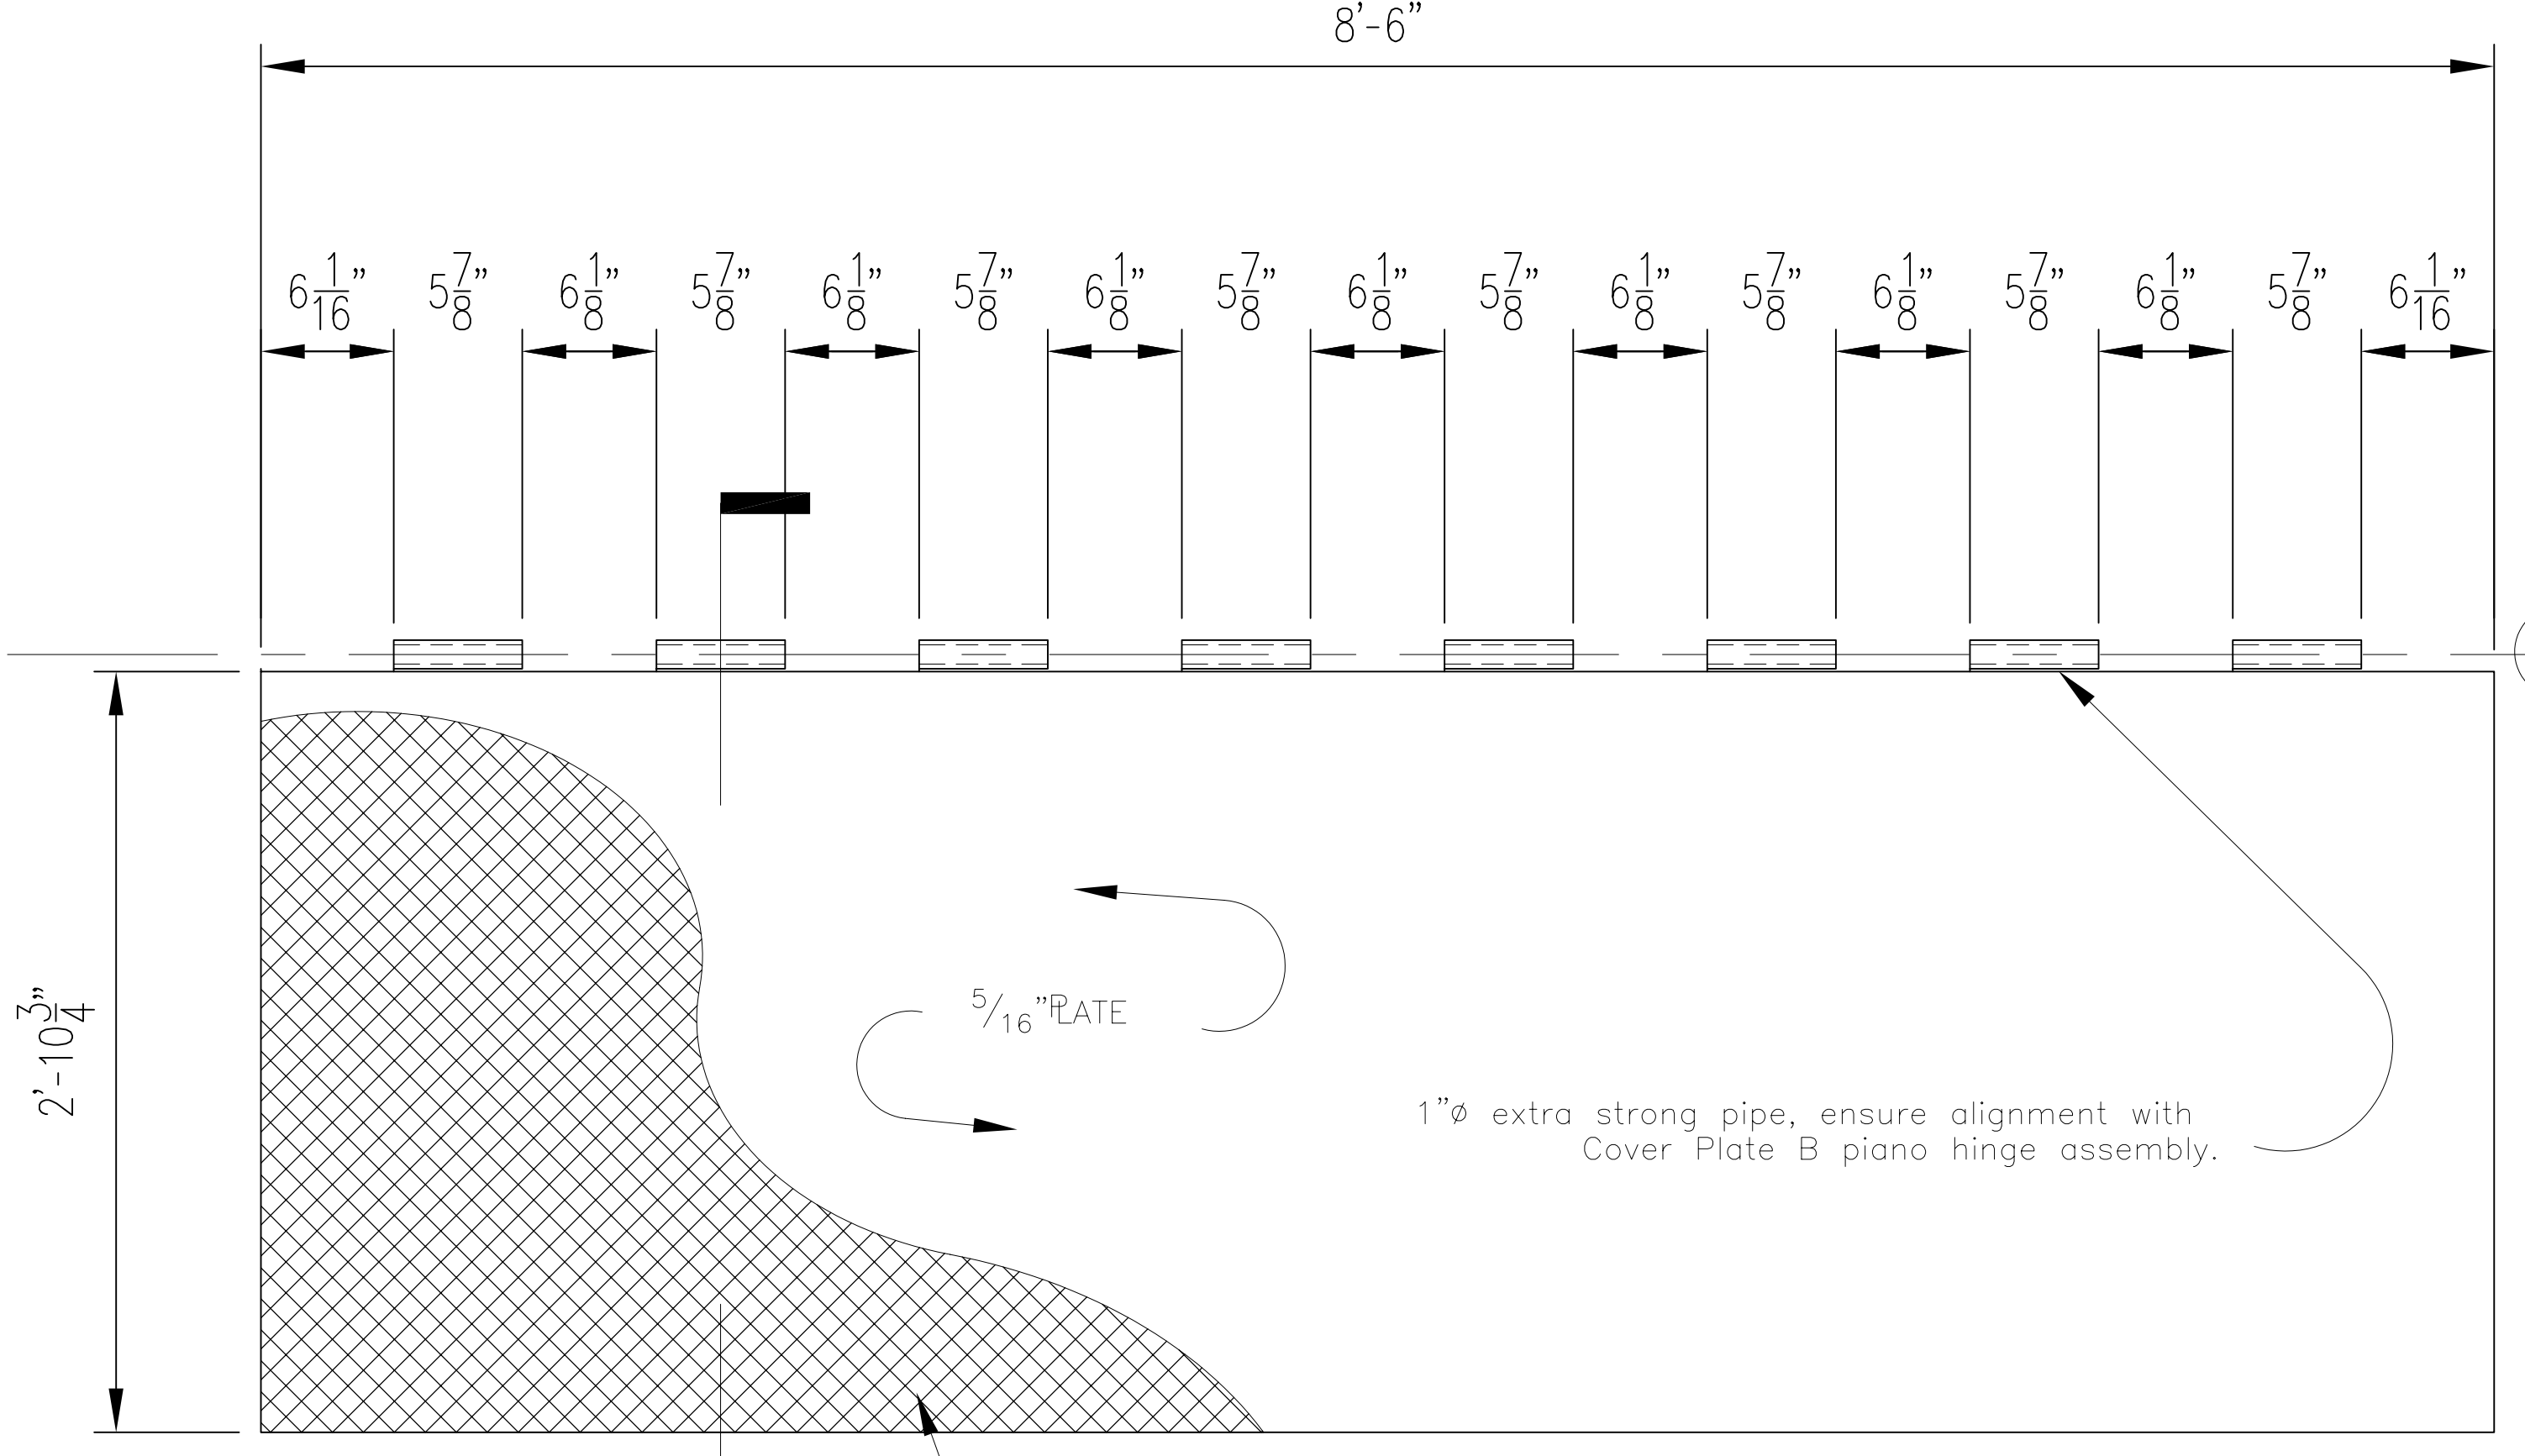 8'-6"
6 1/16" 5 7/8" 6 1/8" 5 7/8" 6 1/8" 5 7/8" 6 1/8" 5 7/8" 6 1/8" 5 7/8" 6 1/8" 5 7/8" 6 1/8" 5 7/8" 6 1/8" 5 7/8" 6 1/16"
2'-10 3/4"
5/16" PLATE
1"ø extra strong pipe, ensure alignment with
Cover Plate B piano hinge assembly.